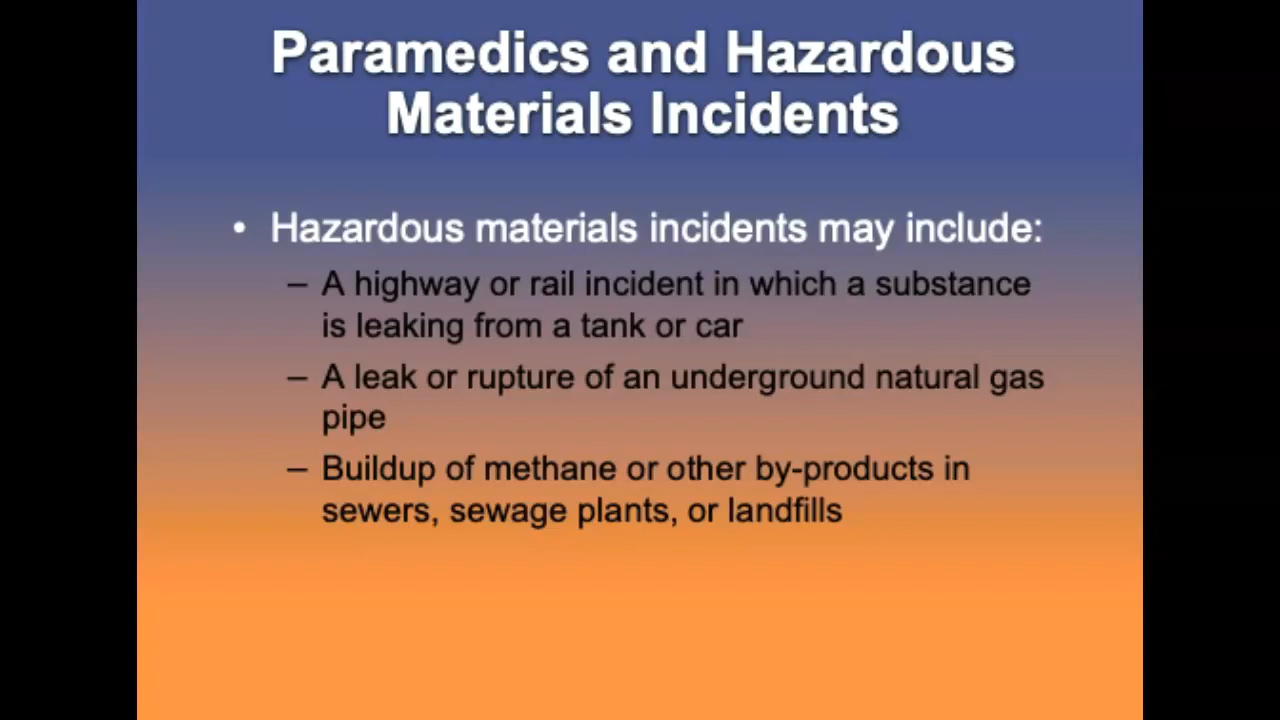 Paramedics and Hazardous
Materials Incidents
• Hazardous materials incidents may include:
– A highway or rail incident in which a substance
is leaking from a tank or car
– A leak or rupture of an underground natural gas
pipe
– Buildup of methane or other by-products in
sewers, sewage plants, or landfills